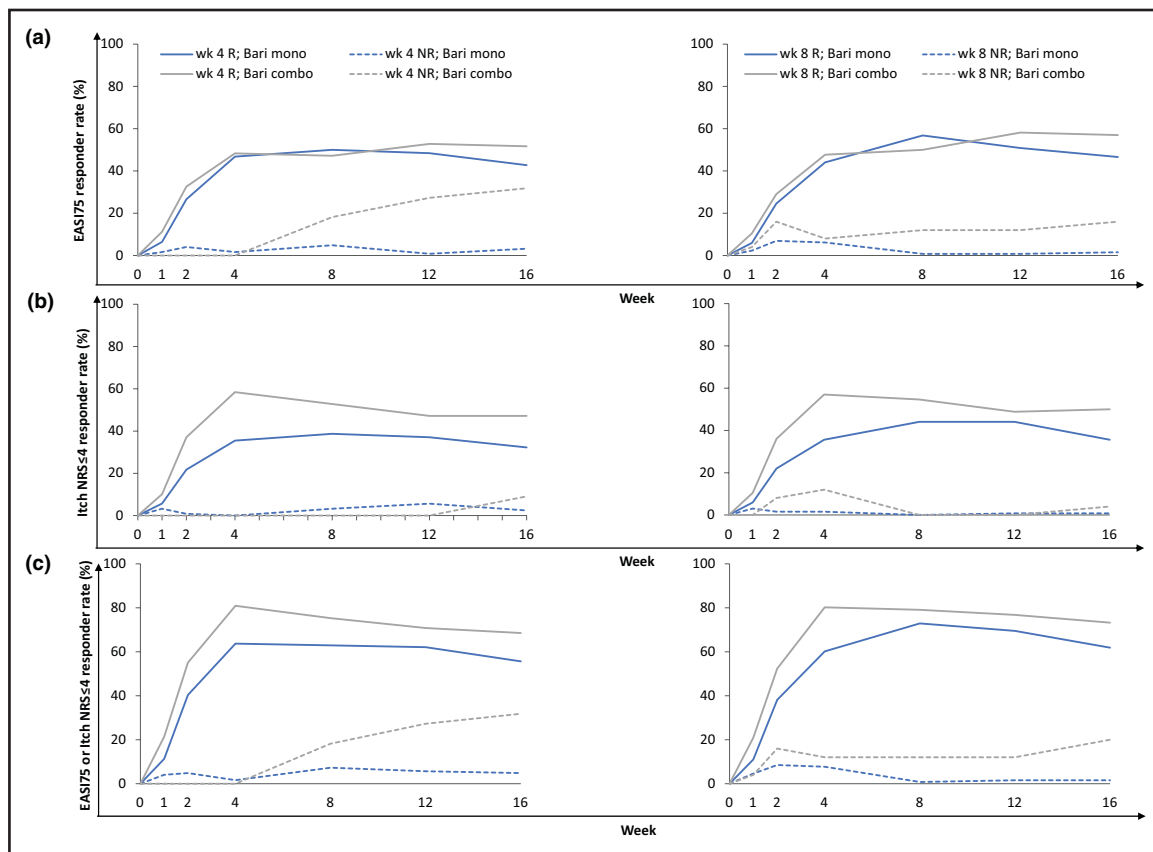 (a)
wk 4 R; Bari mono wk 4 NR; Bari mono
wk 4 R; Bari combo wk 4 NR; Bari combo
wk 8 R; Bari mono wk 8 NR; Bari mono
wk 8 R; Bari combo wk 8 NR; Bari combo
EASI75 responder rate (%)
100
80
60
40
20
0
0 1 2 4 8 12 16
100
80
60
40
20
0
0 1 2 4 8 12 16
Week
(b)
Itch NRS≤4 responder rate (%)
100
80
60
40
20
0
0 1 2 4 8 12 16
100
80
60
40
20
0
0 1 2 4 8 12 16
Week
(c)
EASI75 or Itch NRS≤4 responder rate (%)
100
80
60
40
20
0
0 1 2 4 8 12 16
100
80
60
40
20
0
0 1 2 4 8 12 16
Week